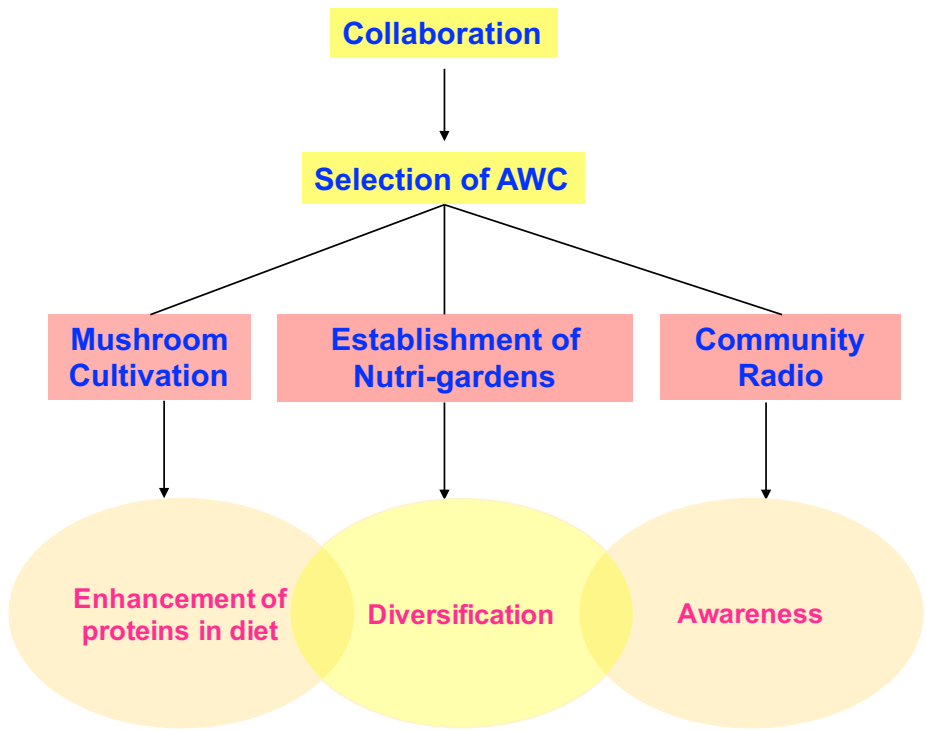 Collaboration
Selection of AWC
Mushroom
Cultivation
Establishment of
Nutri-gardens
Community
Radio
Enhancement of
proteins in diet
Diversification
Awareness